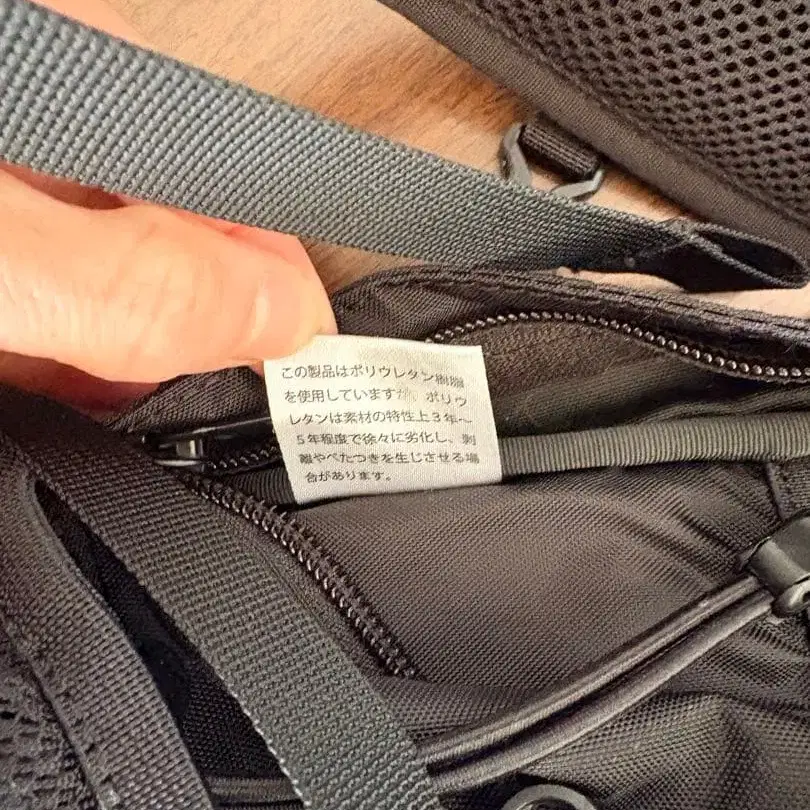 この製品はポリウレタン樹脂
を使用していますが、ポリウ
レタンは素材の特性上3年～
5年程度で徐々に劣化し、剥
離やべたつきを生じさせる場
合があります。